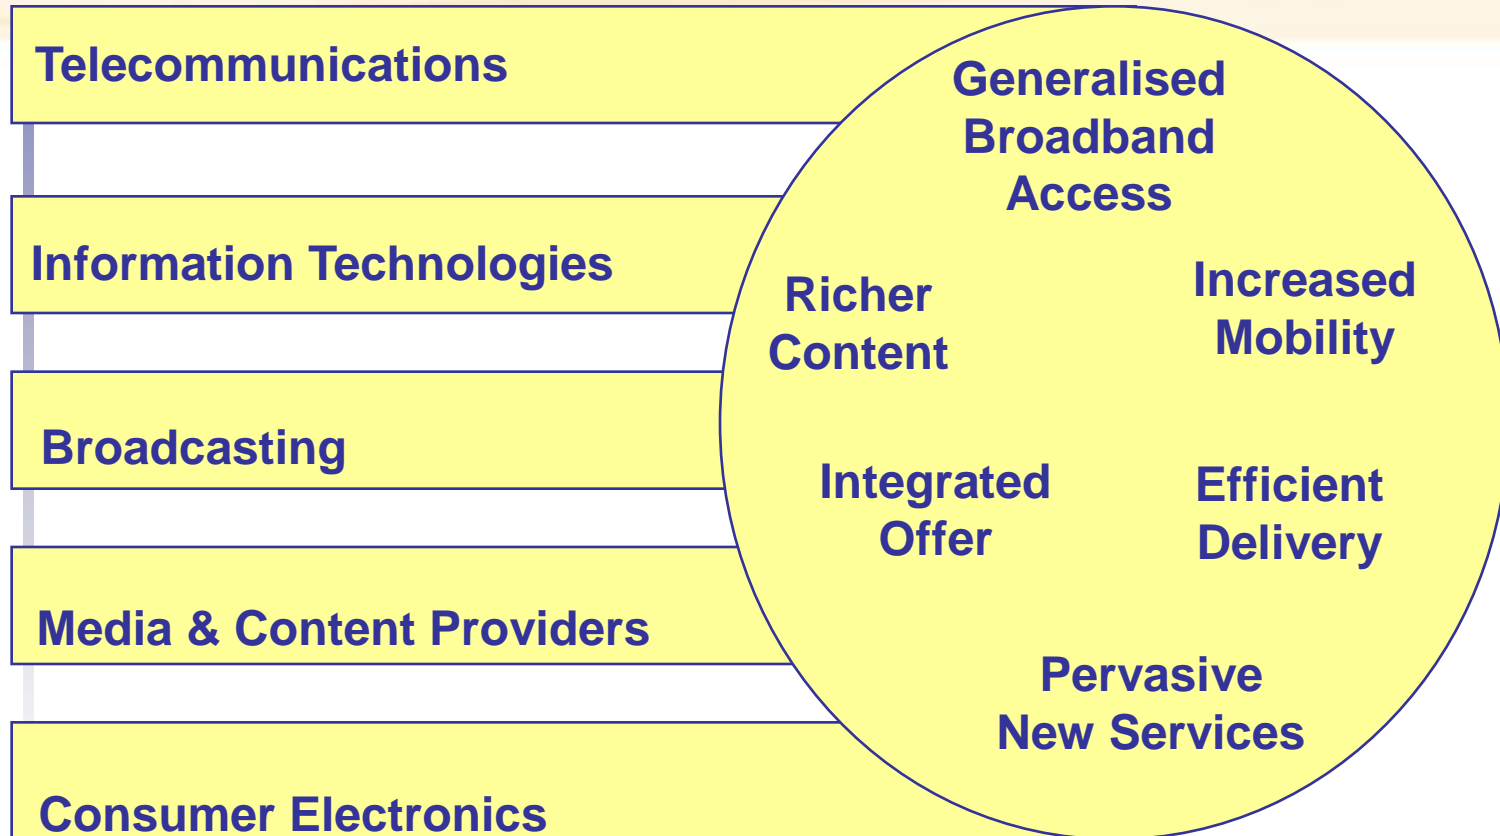 Telecommunications
Information Technologies
Broadcasting
Media & Content Providers
Consumer Electronics
Generalised
Broadband
Access
Richer
Content
Increased
Mobility
Integrated
Offer
Efficient
Delivery
Pervasive
New Services